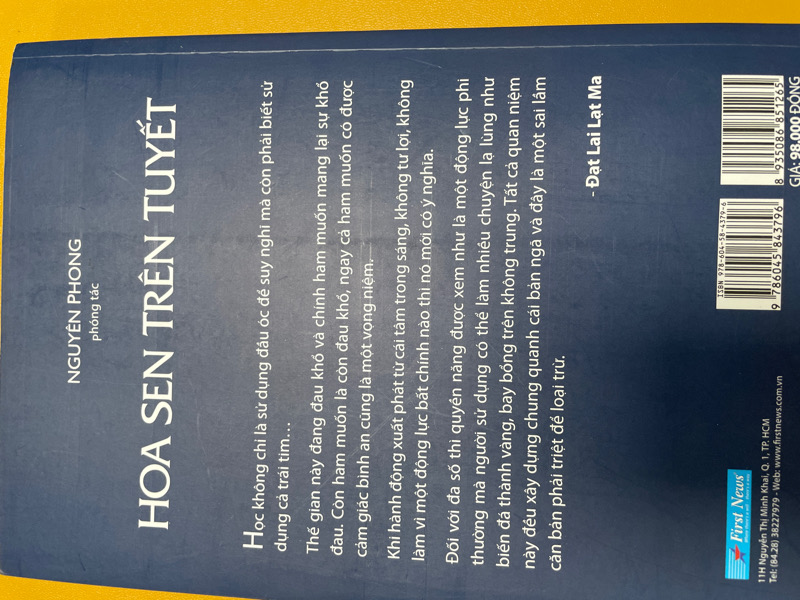 NGUYÊN PHONG
phóng tác
HOA SEN TRÊN TUYẾT
Học không chỉ là sử dụng đầu óc để suy nghĩ mà còn phải biết sử
dụng cả trái tim...
Thế gian này đang đau khổ và chính ham muốn mang lại sự khổ
đau. Còn ham muốn là còn đau khổ, ngay cả ham muốn có được
cảm giác bình an cũng là một vọng niệm.
Khi hành động xuất phát từ cái tâm trong sáng, không tư lợi, không
làm vì một động lực bất chính nào thì nó mới có ý nghĩa.
Đối với đa số thì quyền năng được xem như là một động lực phi
thường mà người sử dụng có thể làm nhiều chuyện lạ lùng như
biến đá thành vàng, bay bổng trên không trung. Tất cả quan niệm
này đều xây dựng chung quanh cái bản ngã và đây là một sai lầm
căn bản phải triệt để loại trừ.
- Đạt Lai Lạt Ma
First News
Where there's a will there's a way
11H Nguyễn Thị Minh Khai, Q. 1, TP. HCM
Tel: (84.28) 38227979 - Web: www.firstnews.com.vn
ISBN 978-604-58-4379-6
9 786045 843796
8 935086 851265
GIÁ: 98.000 ĐỒNG